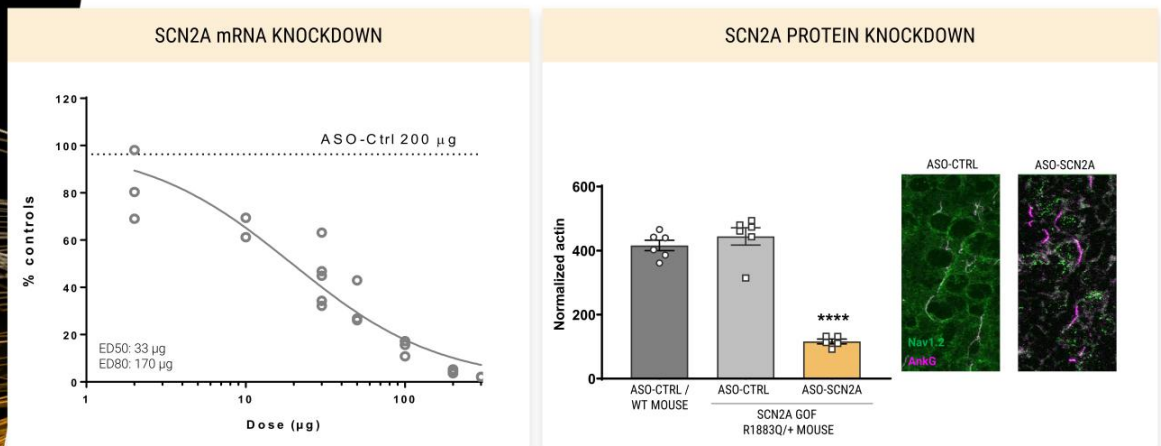 SCN2A mRNA KNOCKDOWN
120
100
80
60
40
20
0
% controls
ASO-Ctrl 200 µg
ED50: 33 µg
ED80: 170 µg
1
10
100
Dose (µg)
SCN2A PROTEIN KNOCKDOWN
600
400
200
0
Normalized actin
****
ASO-CTRL /
WT MOUSE
ASO-CTRL
ASO-SCN2A
SCN2A GOF
R1883Q/+ MOUSE
ASO-CTRL
ASO-SCN2A
Nav1.2
AnkG